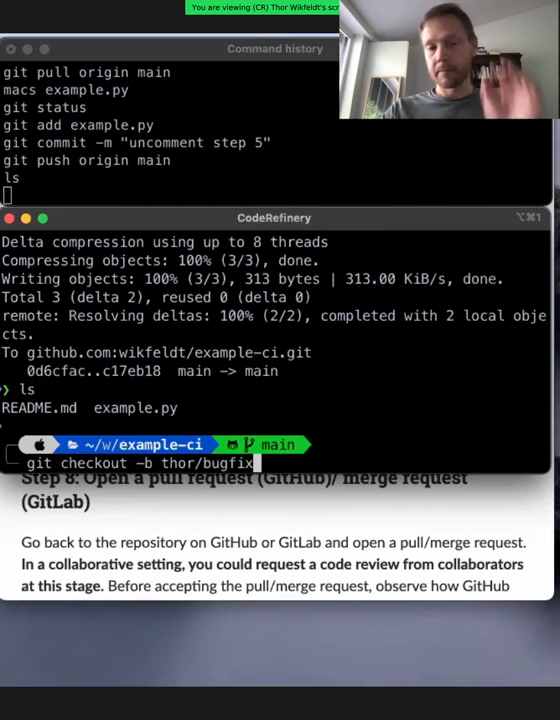 You are viewing (CR) Thor Wikfeldt's scr
Command history
git pull origin main
macs example.py
git status
git add example.py
git commit -m "uncomment step 5"
git push origin main
ls
CodeRefinery
⌥⌘1
Delta compression using up to 8 threads
Compressing objects: 100% (3/3), done.
Writing objects: 100% (3/3), 313 bytes | 313.00 KiB/s, done.
Total 3 (delta 2), reused 0 (delta 0)
remote: Resolving deltas: 100% (2/2), completed with 2 local obje
cts.
To github.com:wikfeldt/example-ci.git
0d6cfac..c17eb18 main -> main
❯ ls
README.md example.py
~/w/example-ci main
git checkout -b thor/bugfix
Step 8: Open a pull request (GitHub)/ merge request
(GitLab)
Go back to the repository on GitHub or GitLab and open a pull/merge request.
In a collaborative setting, you could request a code review from collaborators
at this stage. Before accepting the pull/merge request, observe how GitHub